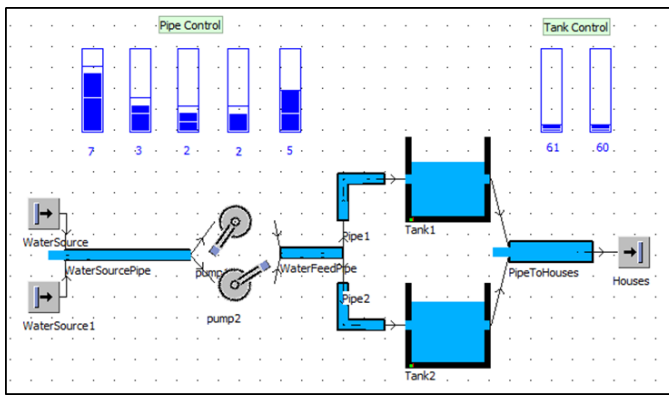 Pipe Control
Tank Control
7
3
2
2
5
61
60
WaterSource
WaterSourcePipe
WaterSource1
pump
pump2
WaterFeedPipe
Pipe1
Pipe2
Tank1
Tank2
PipeToHouses
Houses